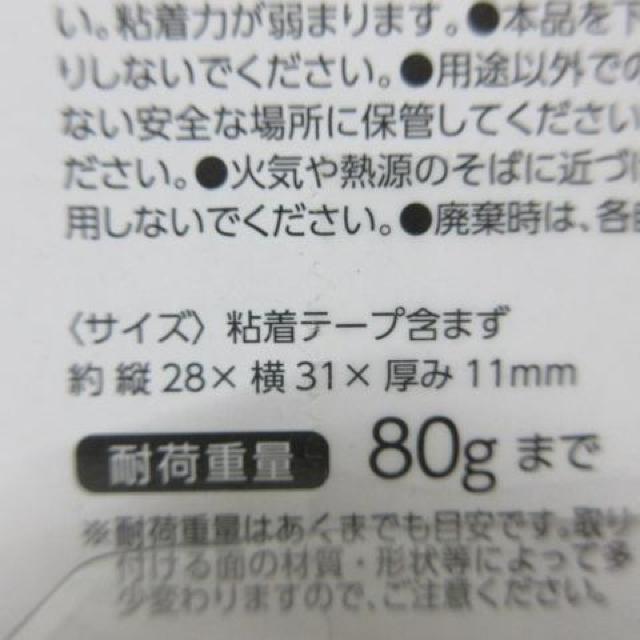 い。粘着力が弱まります。●本品を下
りしないでください。●用途以外での
ない安全な場所に保管してください
ださい。●火気や熱源のそばに近づけ
用しないでください。●廃棄時は、各自
〈サイズ〉粘着テープ含まず
約 縦 28× 横 31× 厚み 11mm
耐荷重量 80g まで
※耐荷重量はあくまでも目安です。取り
付ける面の材質・形状等によって多
少変わりますので、ご注意ください。